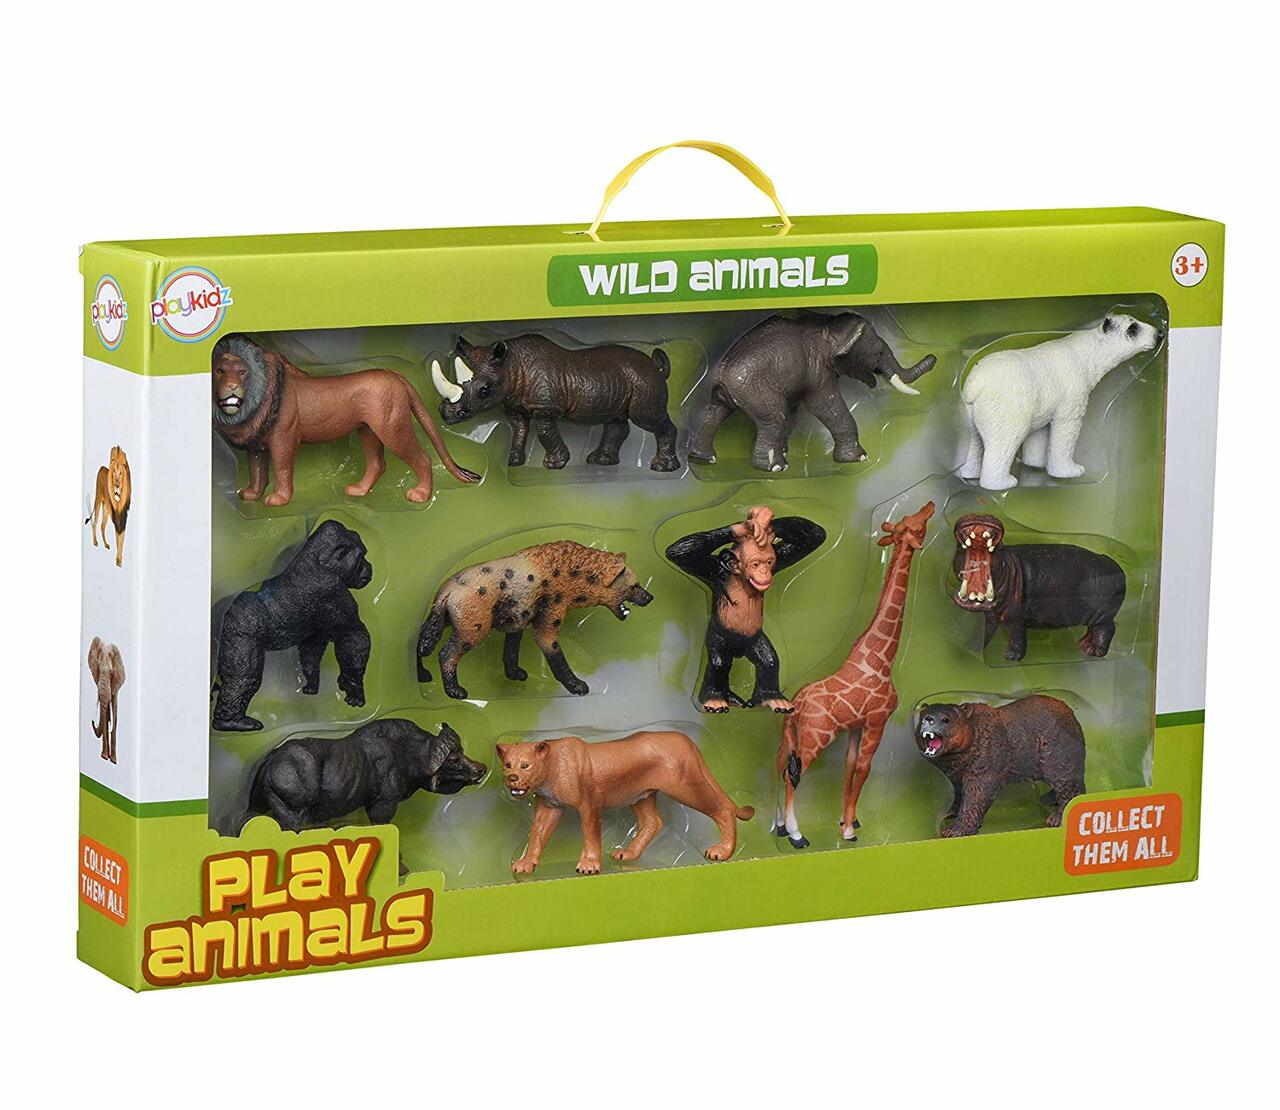 WILD ANIMALS
3+
playkidz
playkidz
COLLECT
THEM ALL
PLAY
ANIMALS
COLLECT
THEM ALL